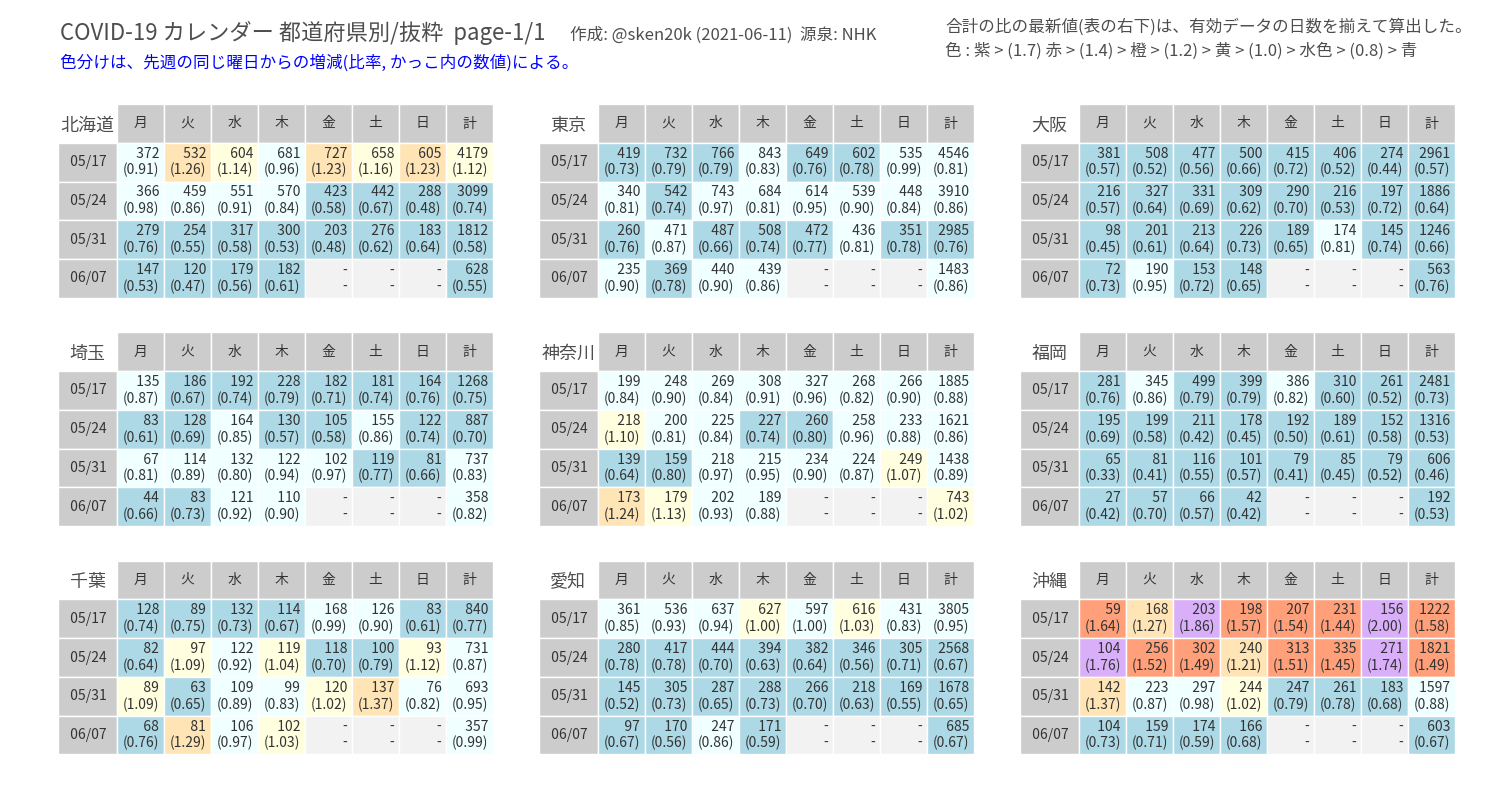 COVID-19 カレンダー 都道府県別/抜粋 page-1/1 作成: @sken20k (2021-06-11) 源泉: NHK
色分けは、先週の同じ曜日からの増減(比率, かっこ内の数値)による。
合計の比の最新値(表の右下)は、有効データの日数を揃えて算出した。
色 : 紫 > (1.7) 赤 > (1.4) 橙 > (1.2) 黄 > (1.0) > 水色 > (0.8) > 青
北海道 月 火 水 木 金 土 日 計
05/17 372 532 604 681 727 658 605 4179
(0.91) (1.26) (1.14) (0.96) (1.23) (1.16) (1.23) (1.12)
05/24 366 459 551 570 423 442 288 3099
(0.98) (0.86) (0.91) (0.84) (0.58) (0.67) (0.48) (0.74)
05/31 279 254 317 300 203 276 183 1812
(0.76) (0.55) (0.58) (0.53) (0.48) (0.62) (0.64) (0.58)
06/07 147 120 179 182 - - - 628
(0.53) (0.47) (0.56) (0.61) - - - (0.55)
東京 月 火 水 木 金 土 日 計
05/17 419 732 766 843 649 602 535 4546
(0.73) (0.79) (0.79) (0.83) (0.76) (0.78) (0.99) (0.81)
05/24 340 542 743 684 614 539 448 3910
(0.81) (0.74) (0.97) (0.81) (0.95) (0.90) (0.84) (0.86)
05/31 260 471 487 508 472 436 351 2985
(0.76) (0.87) (0.66) (0.74) (0.77) (0.81) (0.78) (0.76)
06/07 235 369 440 439 - - - 1483
(0.90) (0.78) (0.90) (0.86) - - - (0.86)
大阪 月 火 水 木 金 土 日 計
05/17 381 508 477 500 415 406 274 2961
(0.57) (0.52) (0.56) (0.66) (0.72) (0.52) (0.44) (0.57)
05/24 216 327 331 309 290 216 197 1886
(0.57) (0.64) (0.69) (0.62) (0.70) (0.53) (0.72) (0.64)
05/31 98 201 213 226 189 174 145 1246
(0.45) (0.61) (0.64) (0.73) (0.65) (0.81) (0.74) (0.66)
06/07 72 190 153 148 - - - 563
(0.73) (0.95) (0.72) (0.65) - - - (0.76)
埼玉 月 火 水 木 金 土 日 計
05/17 135 186 192 228 182 181 164 1268
(0.87) (0.67) (0.74) (0.79) (0.71) (0.74) (0.76) (0.75)
05/24 83 128 164 130 105 155 122 887
(0.61) (0.69) (0.85) (0.57) (0.58) (0.86) (0.74) (0.70)
05/31 67 114 132 122 102 119 81 737
(0.81) (0.89) (0.80) (0.94) (0.97) (0.77) (0.66) (0.83)
06/07 44 83 121 110 - - - 358
(0.66) (0.73) (0.92) (0.90) - - - (0.82)
神奈川 月 火 水 木 金 土 日 計
05/17 199 248 269 308 327 268 266 1885
(0.84) (0.90) (0.84) (0.91) (0.96) (0.82) (0.90) (0.88)
05/24 218 200 225 227 260 258 233 1621
(1.10) (0.81) (0.84) (0.74) (0.80) (0.96) (0.88) (0.86)
05/31 139 159 218 215 234 224 249 1438
(0.64) (0.80) (0.97) (0.95) (0.90) (0.87) (1.07) (0.89)
06/07 173 179 202 189 - - - 743
(1.24) (1.13) (0.93) (0.88) - - - (1.02)
福岡 月 火 水 木 金 土 日 計
05/17 281 345 499 399 386 310 261 2481
(0.76) (0.86) (0.79) (0.79) (0.82) (0.60) (0.52) (0.73)
05/24 195 199 211 178 192 189 152 1316
(0.69) (0.58) (0.42) (0.45) (0.50) (0.61) (0.58) (0.53)
05/31 65 81 116 101 79 85 79 606
(0.33) (0.41) (0.55) (0.57) (0.41) (0.45) (0.52) (0.46)
06/07 27 57 66 42 - - - 192
(0.42) (0.70) (0.57) (0.42) - - - (0.53)
千葉 月 火 水 木 金 土 日 計
05/17 128 89 132 114 168 126 83 840
(0.74) (0.75) (0.73) (0.67) (0.99) (0.90) (0.61) (0.77)
05/24 82 97 122 119 118 100 93 731
(0.64) (1.09) (0.92) (1.04) (0.70) (0.79) (1.12) (0.87)
05/31 89 63 109 99 120 137 76 693
(1.09) (0.65) (0.89) (0.83) (1.02) (1.37) (0.82) (0.95)
06/07 68 81 106 102 - - - 357
(0.76) (1.29) (0.97) (1.03) - - - (0.99)
愛知 月 火 水 木 金 土 日 計
05/17 361 536 637 627 597 616 431 3805
(0.85) (0.93) (0.94) (1.00) (1.00) (1.03) (0.83) (0.95)
05/24 280 417 444 394 382 346 305 2568
(0.78) (0.78) (0.70) (0.63) (0.64) (0.56) (0.71) (0.67)
05/31 145 305 287 288 266 218 169 1678
(0.52) (0.73) (0.65) (0.73) (0.70) (0.63) (0.55) (0.65)
06/07 97 170 247 171 - - - 685
(0.67) (0.56) (0.86) (0.59) - - - (0.67)
沖縄 月 火 水 木 金 土 日 計
05/17 59 168 203 198 207 231 156 1222
(1.64) (1.27) (1.86) (1.57) (1.54) (1.44) (2.00) (1.58)
05/24 104 256 302 240 313 335 271 1821
(1.76) (1.52) (1.49) (1.21) (1.51) (1.45) (1.74) (1.49)
05/31 142 223 297 244 247 261 183 1597
(1.37) (0.87) (0.98) (1.02) (0.79) (0.78) (0.68) (0.88)
06/07 104 159 174 166 - - - 603
(0.73) (0.71) (0.59) (0.68) - - - (0.67)